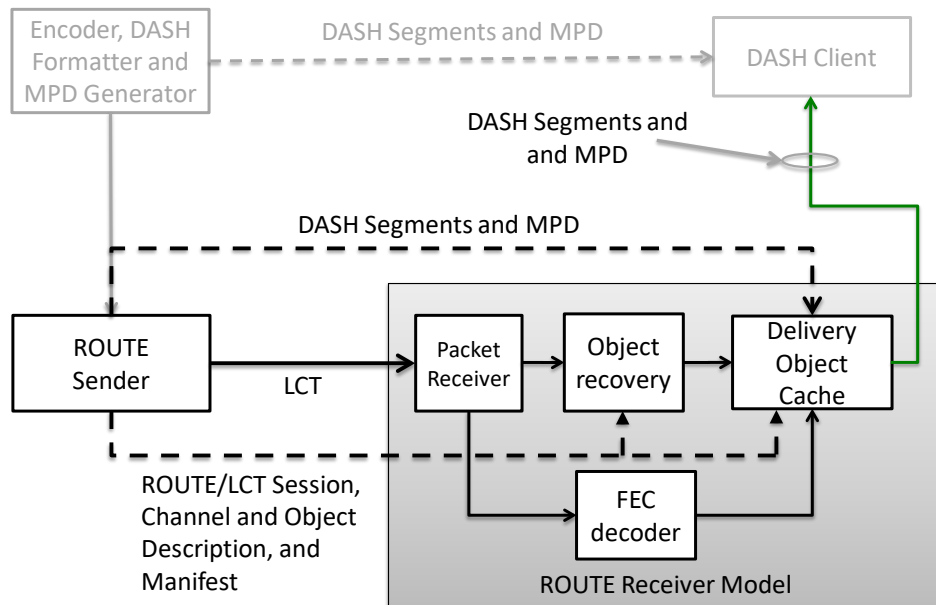 Encoder, DASH
Formatter and
MPD Generator
DASH Segments and MPD
DASH Client
DASH Segments and
and MPD
DASH Segments and MPD
ROUTE
Sender
LCT
Packet
Receiver
Object
recovery
Delivery
Object
Cache
ROUTE/LCT Session,
Channel and Object
Description, and
Manifest
FEC
decoder
ROUTE Receiver Model